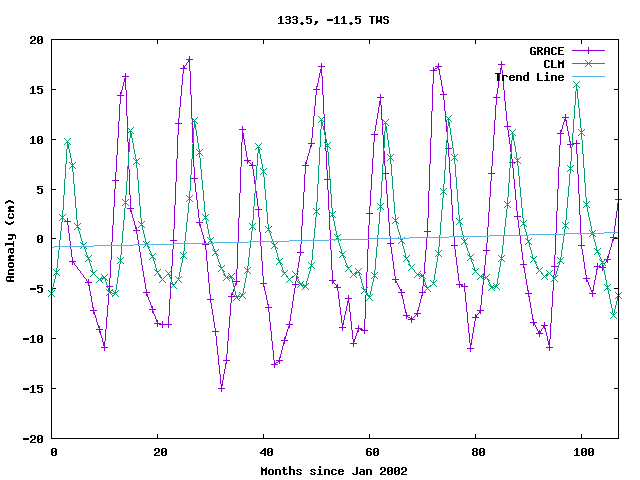 133.5, -11.5 TWS
GRACE
CLM
Trend Line
20
15
10
5
0
-5
-10
-15
-20
Anomaly (cm)
0 20 40 60 80 100
Months since Jan 2002